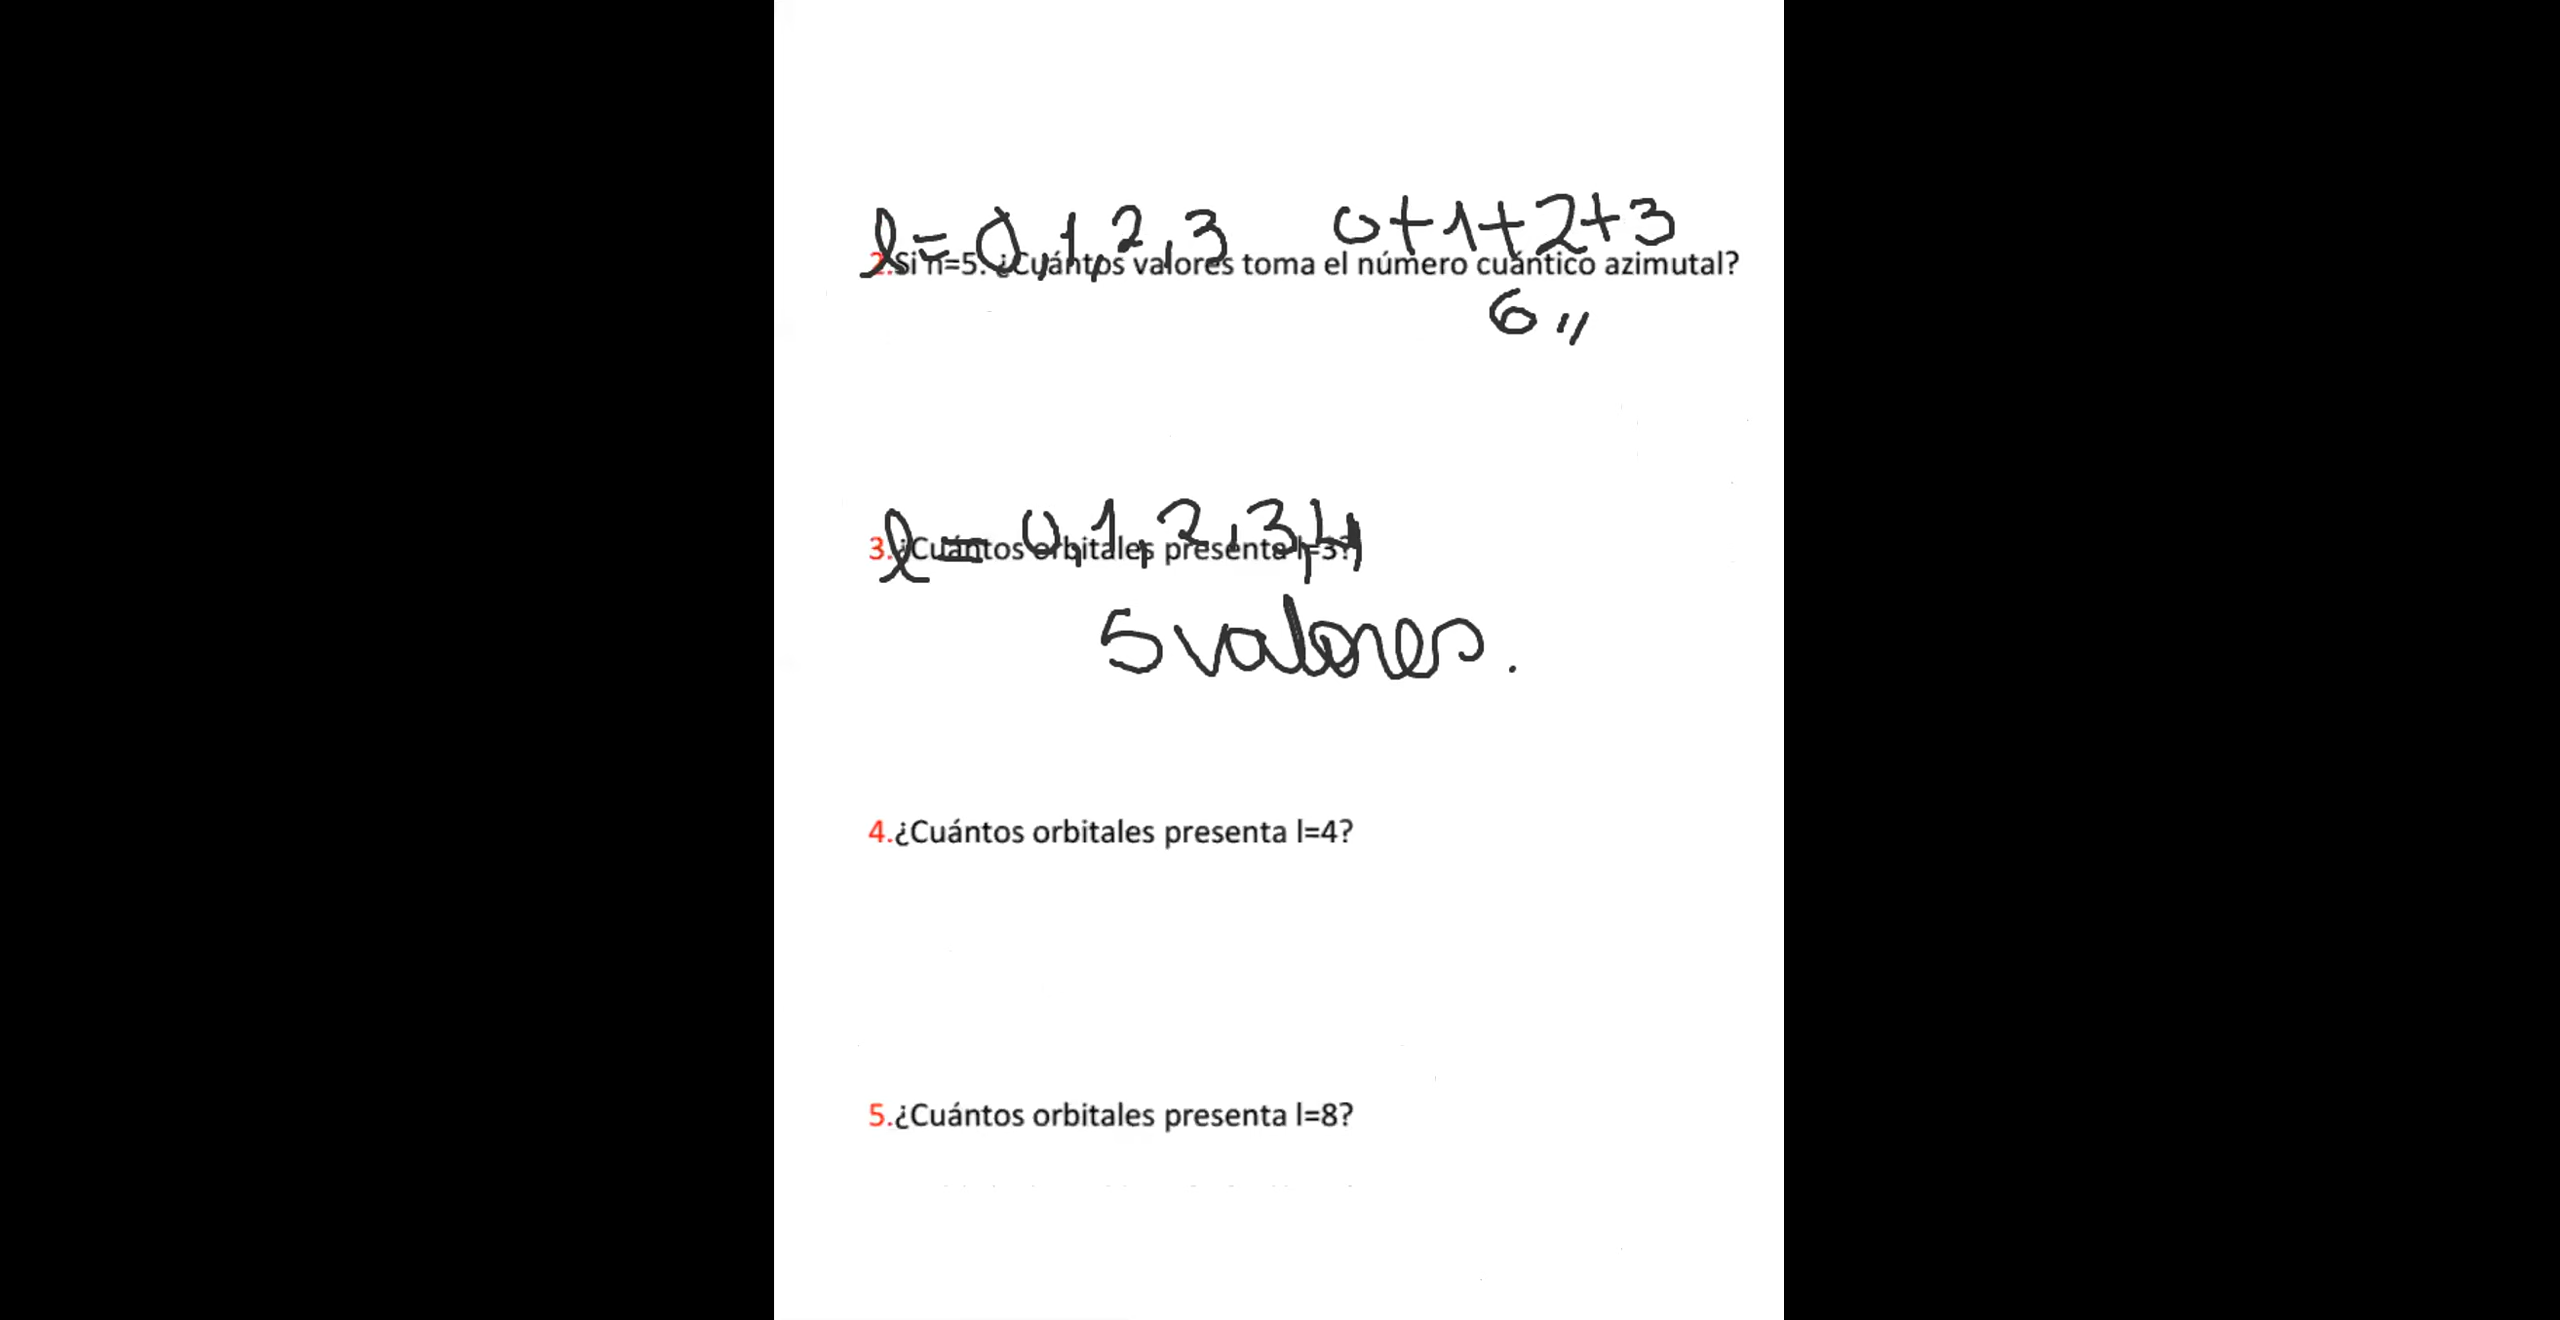 l=0,1,2,3 0+1+2+3
2.Si n=5. ¿Cuántos valores toma el número cuántico azimutal?
6,,
l=0,1,2,3,4
3.¿Cuántos orbitales presenta l=3?
5 valores.
4.¿Cuántos orbitales presenta l=4?
5.¿Cuántos orbitales presenta l=8?